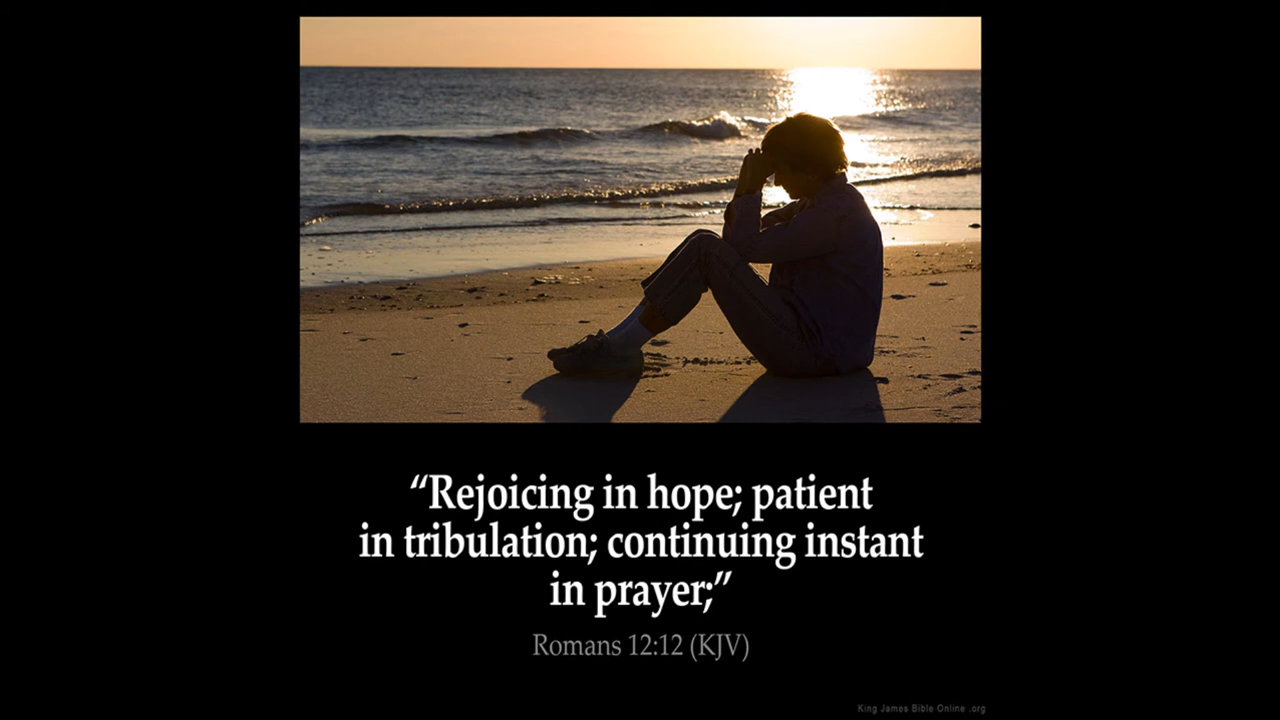 “Rejoicing in hope; patient
in tribulation; continuing instant
in prayer;”
Romans 12:12 (KJV)
King James Bible Online .org